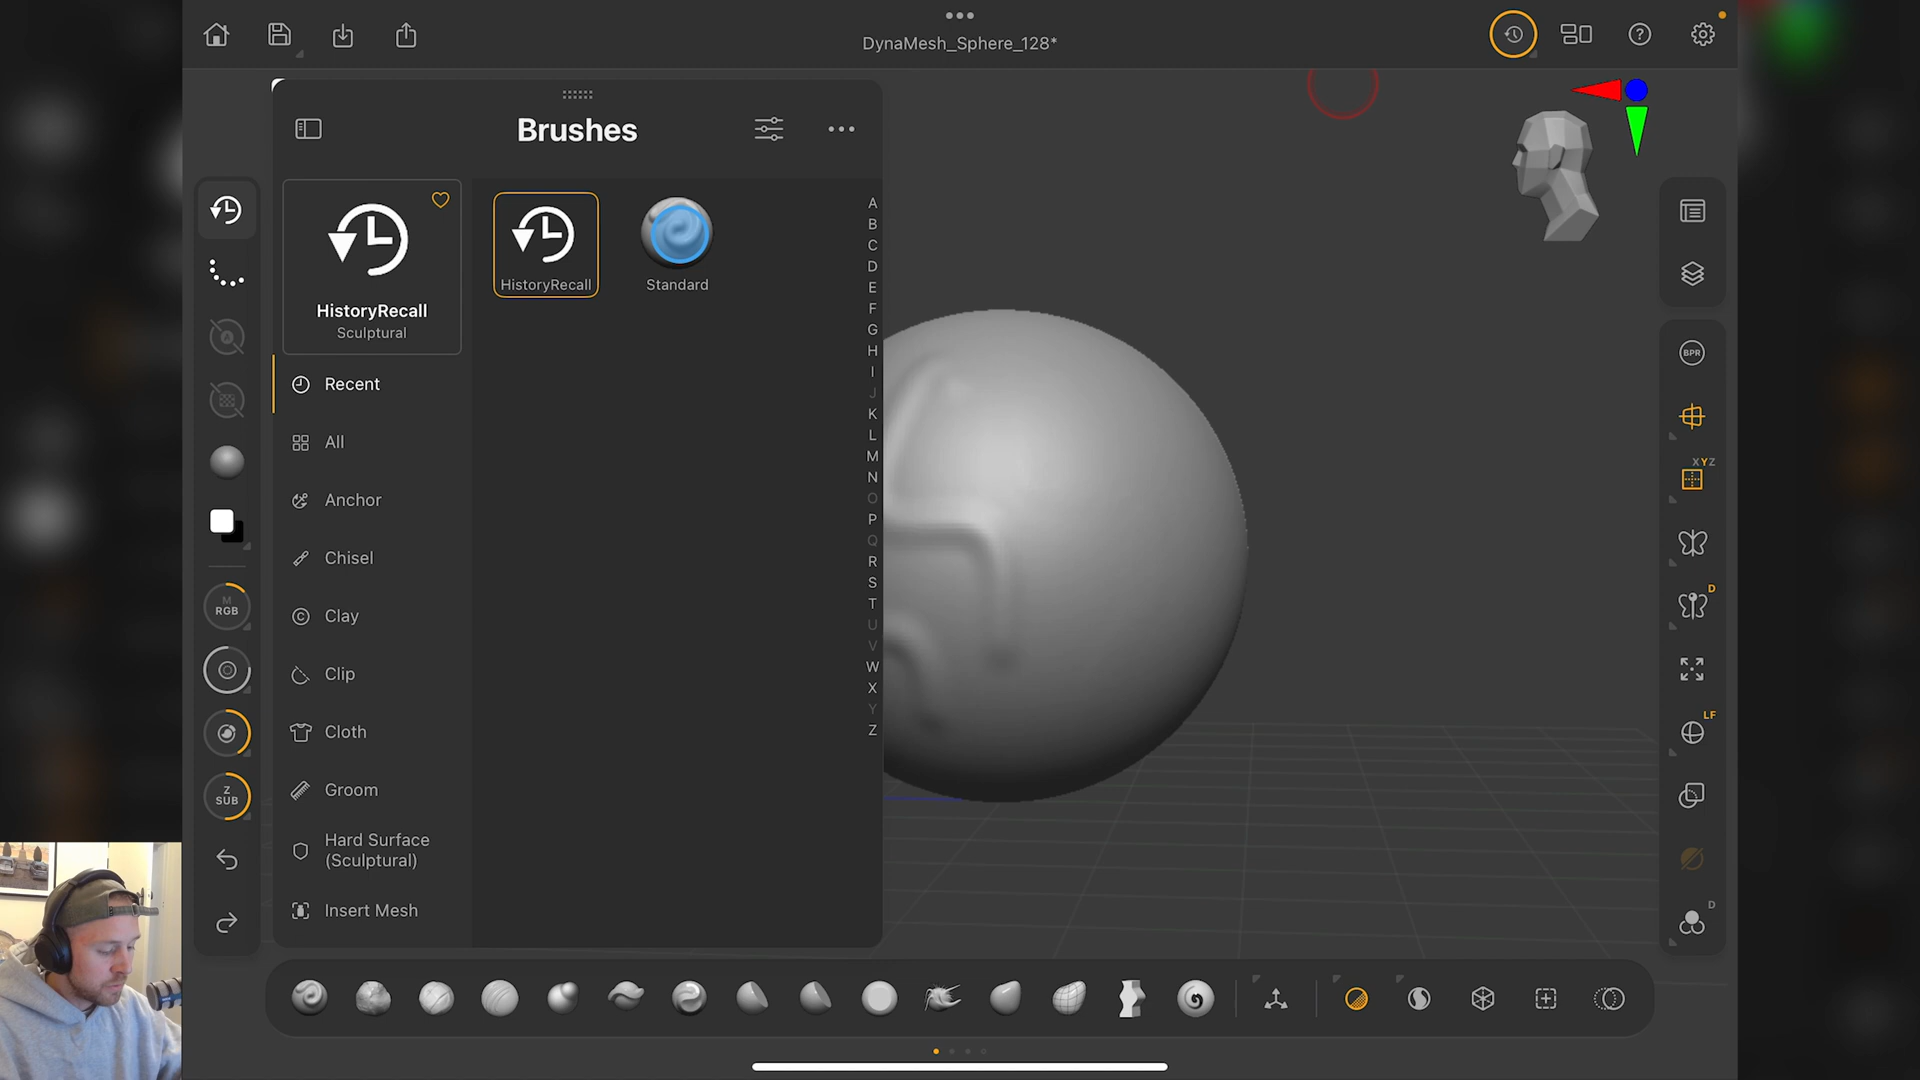 DynaMesh_Sphere_128*
Brushes
HistoryRecall
Sculptural
HistoryRecall
Standard
Recent
All
Anchor
Chisel
Clay
Clip
Cloth
Groom
Hard Surface
(Sculptural)
Insert Mesh
A
B
C
D
E
F
G
H
I
J
K
L
M
N
O
P
Q
R
S
T
U
V
W
X
Y
Z
M
RGB
Z
SUB
BPR
XYZ
D
LF
D